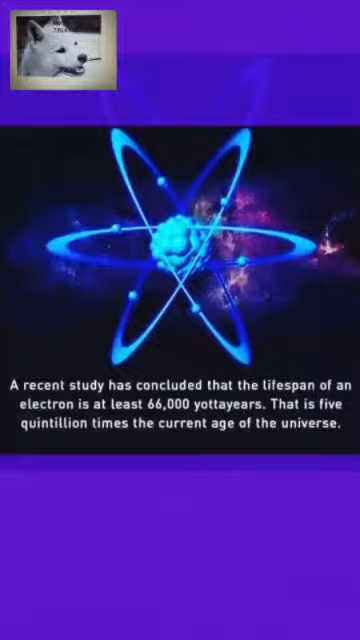 A recent study has concluded that the lifespan of an
electron is at least 66,000 yottayears. That is five
quintillion times the current age of the universe.